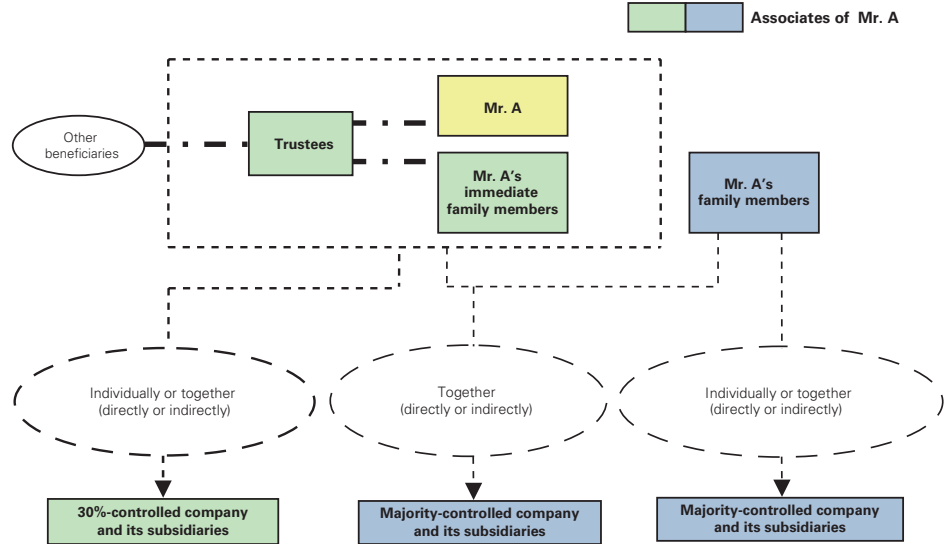 Associates of Mr. A
Other
beneficiaries
Trustees
Mr. A
Mr. A's
immediate
family members
Mr. A's
family members
Individually or together
(directly or indirectly)
Together
(directly or indirectly)
Individually or together
(directly or indirectly)
30%-controlled company
and its subsidiaries
Majority-controlled company
and its subsidiaries
Majority-controlled company
and its subsidiaries